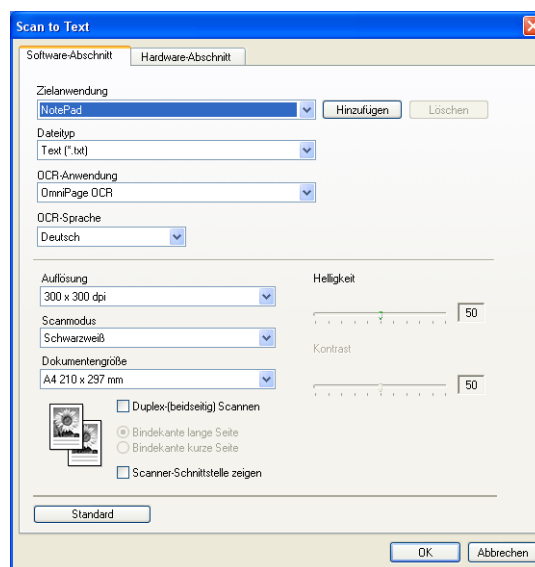 Scan to Text
Software-Abschnitt Hardware-Abschnitt
Zielanwendung
NotePad Hinzufügen Löschen
Dateityp
Text (*.txt)
OCR-Anwendung
OmniPage OCR
OCR-Sprache
Deutsch
Auflösung Helligkeit
300 x 300 dpi 50
Scanmodus
Schwarzweiß
Kontrast
Dokumentengröße
A4 210 x 297 mm 50
Duplex-(beidseitig) Scannen
Bindekante lange Seite
Bindekante kurze Seite
Scanner-Schnittstelle zeigen
Standard
OK Abbrechen